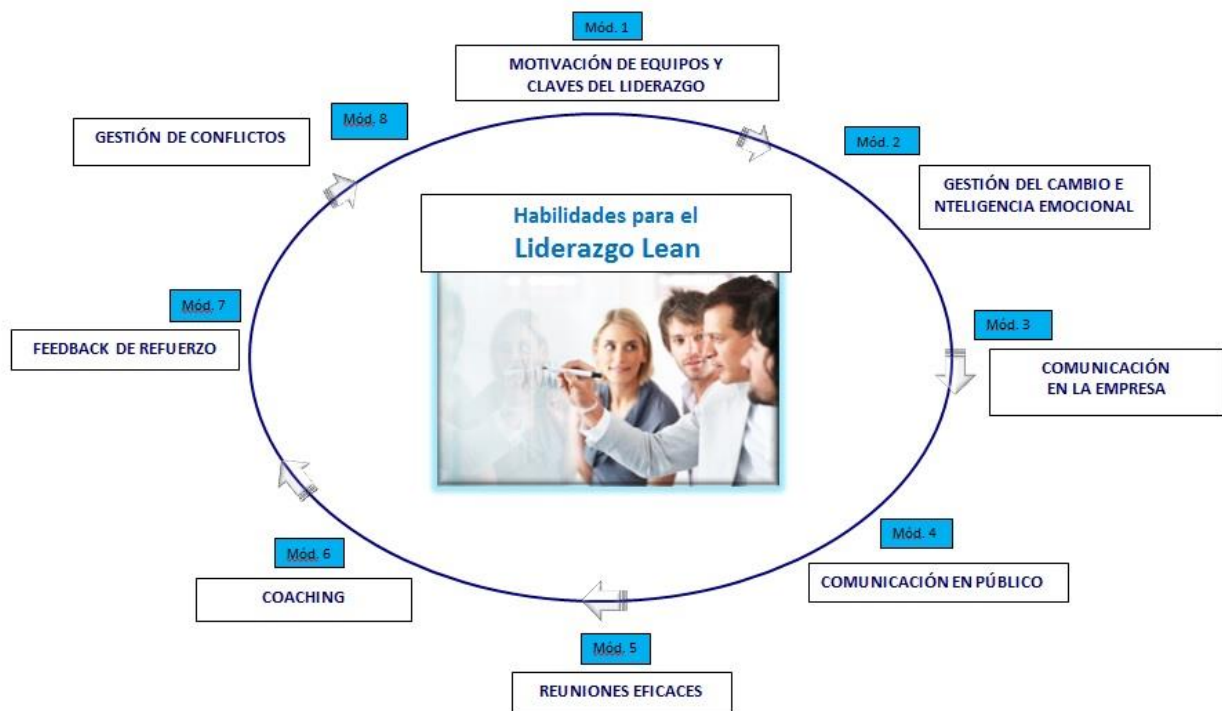 Mód. 1
MOTIVACIÓN DE EQUIPOS Y
CLAVES DEL LIDERAZGO
Mód. 2
GESTIÓN DEL CAMBIO E
NTELIGENCIA EMOCIONAL
Mód. 3
COMUNICACIÓN
EN LA EMPRESA
Mód. 4
COMUNICACIÓN EN PÚBLICO
Mód. 5
REUNIONES EFICACES
Mód. 6
COACHING
Mód. 7
FEEDBACK DE REFUERZO
Mód. 8
GESTIÓN DE CONFLICTOS
Habilidades para el
Liderazgo Lean